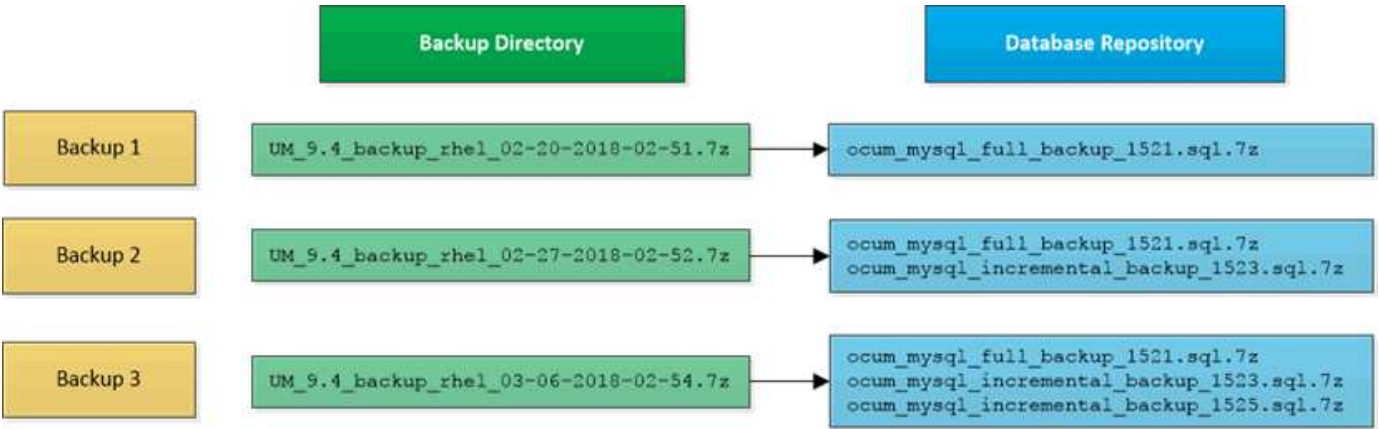 Backup Directory
Database Repository
Backup 1
UM_9.4_backup_rhel_02-20-2018-02-51.7z
ocum_mysql_full_backup_1521.sql.7z
Backup 2
UM_9.4_backup_rhel_02-27-2018-02-52.7z
ocum_mysql_full_backup_1521.sql.7z
ocum_mysql_incremental_backup_1523.sql.7z
Backup 3
UM_9.4_backup_rhel_03-06-2018-02-54.7z
ocum_mysql_full_backup_1521.sql.7z
ocum_mysql_incremental_backup_1523.sql.7z
ocum_mysql_incremental_backup_1525.sql.7z